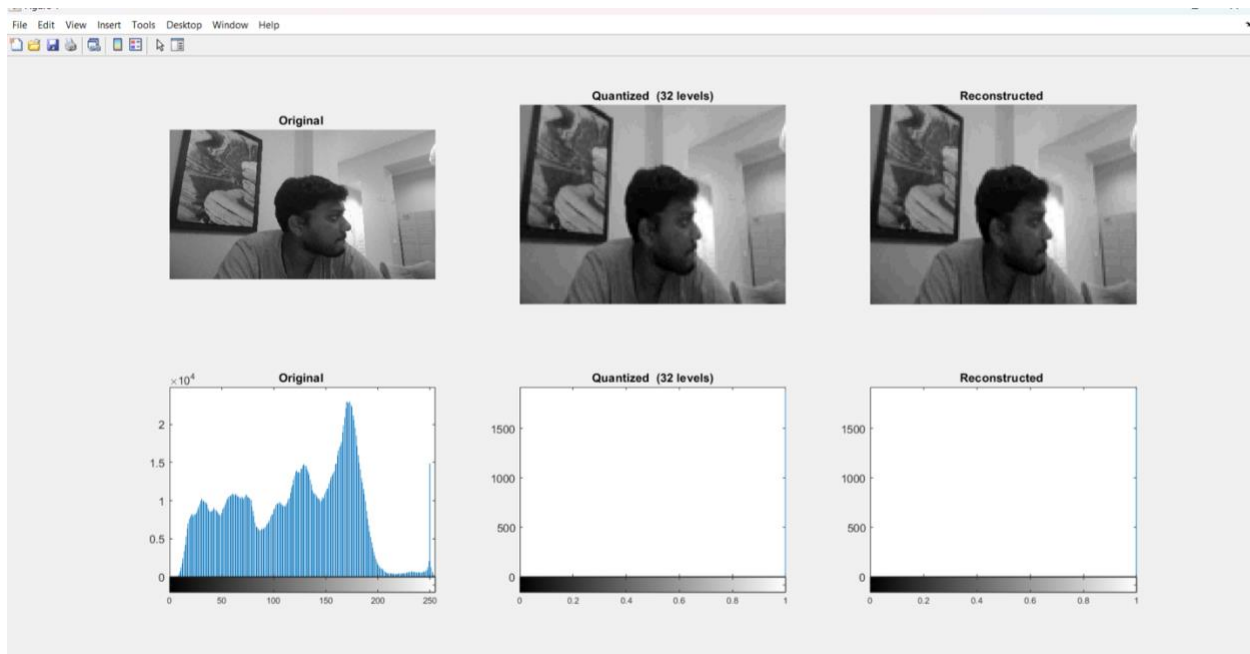 File Edit View Insert Tools Desktop Window Help
Original
Quantized (32 levels)
Reconstructed
Original
×10⁴
2
1.5
1
0.5
0
0 50 100 150 200 250
Quantized (32 levels)
1500
1000
500
0
0 0.2 0.4 0.6 0.8 1
Reconstructed
1500
1000
500
0
0 0.2 0.4 0.6 0.8 1